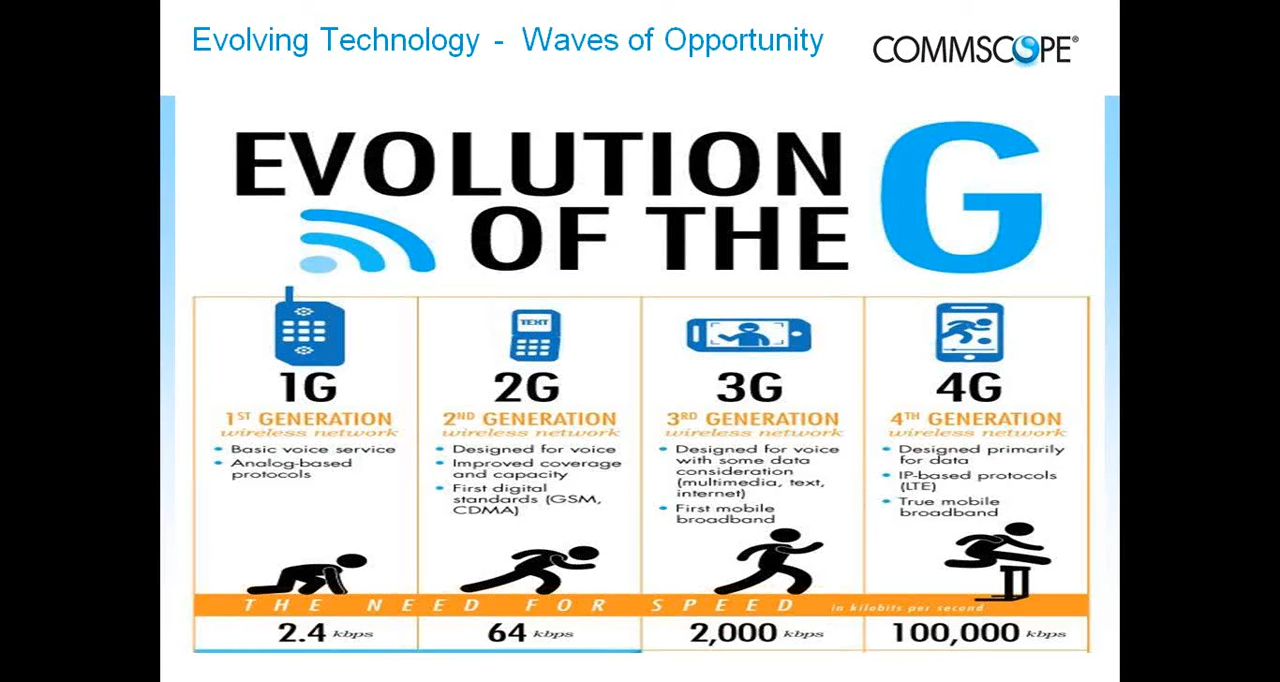 Evolving Technology - Waves of Opportunity
COMMSCOPE®
EVOLUTION
OF THE
G
TEXT
1G
1ST GENERATION
wireless network
• Basic voice service
• Analog-based
protocols
2G
2ND GENERATION
wireless network
• Designed for voice
• Improved coverage
and capacity
• First digital
standards (GSM,
CDMA)
3G
3RD GENERATION
wireless network
• Designed for voice
with some data
consideration
(multimedia, text,
internet)
• First mobile
broadband
4G
4TH GENERATION
wireless network
• Designed primarily
for data
• IP-based protocols
(LTE)
• True mobile
broadband
THE NEED FOR SPEED in kilobits per second
2.4 kbps
64 kbps
2,000 kbps
100,000 kbps